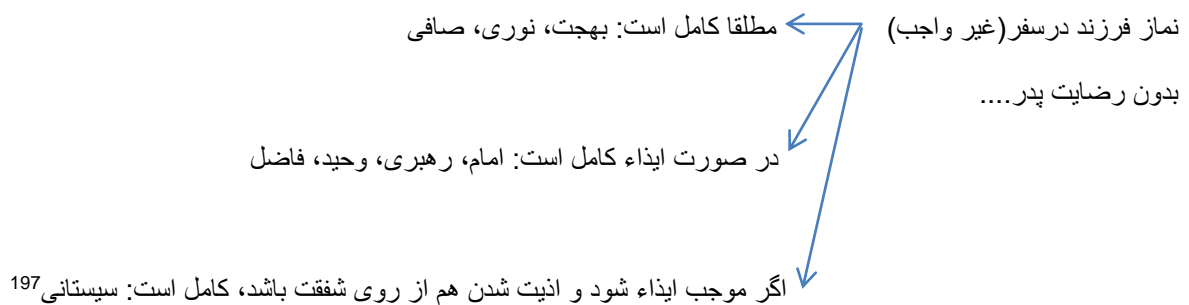 نماز فرزند درسفر(غیر واجب)
بدون رضایت پدر....
مطلقا کامل است: بهجت، نوری، صافی
در صورت ایذاء کامل است: امام، رهبری، وحید، فاضل
اگر موجب ایذاء شود و اذیت شدن هم از روی شفقت باشد، کامل است: سیستانی197